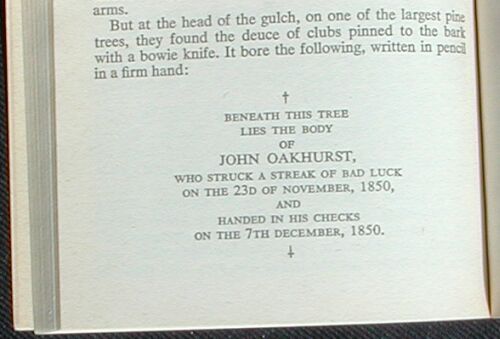 arms.
But at the head of the gulch, on one of the largest pine
trees, they found the deuce of clubs pinned to the bark
with a bowie knife. It bore the following, written in pencil
in a firm hand:
†
BENEATH THIS TREE
LIES THE BODY
OF
JOHN OAKHURST,
WHO STRUCK A STREAK OF BAD LUCK
ON THE 23D OF NOVEMBER, 1850,
AND
HANDED IN HIS CHECKS
ON THE 7TH DECEMBER, 1850.